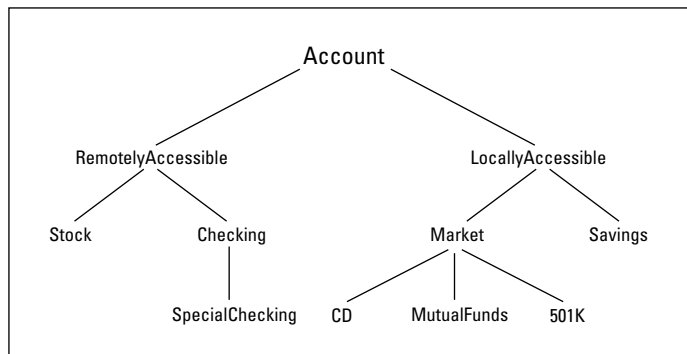 Account
RemotelyAccessible LocallyAccessible
Stock Checking Market Savings
SpecialChecking CD MutualFunds 501K